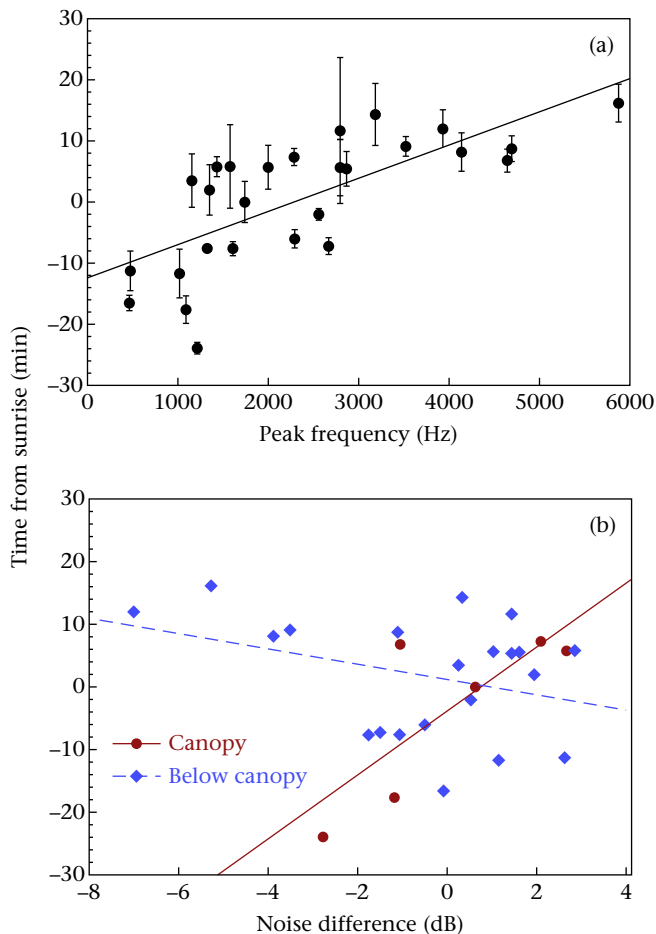 30
(a)
20
10
0
−10
−20
−30
0 1000 2000 3000 4000 5000 6000
Peak frequency (Hz)
Time from sunrise (min)
30
(b)
20
10
0
Canopy
−10
Below canopy
−20
−30
−8 −6 −4 −2 0 2 4
Noise difference (dB)